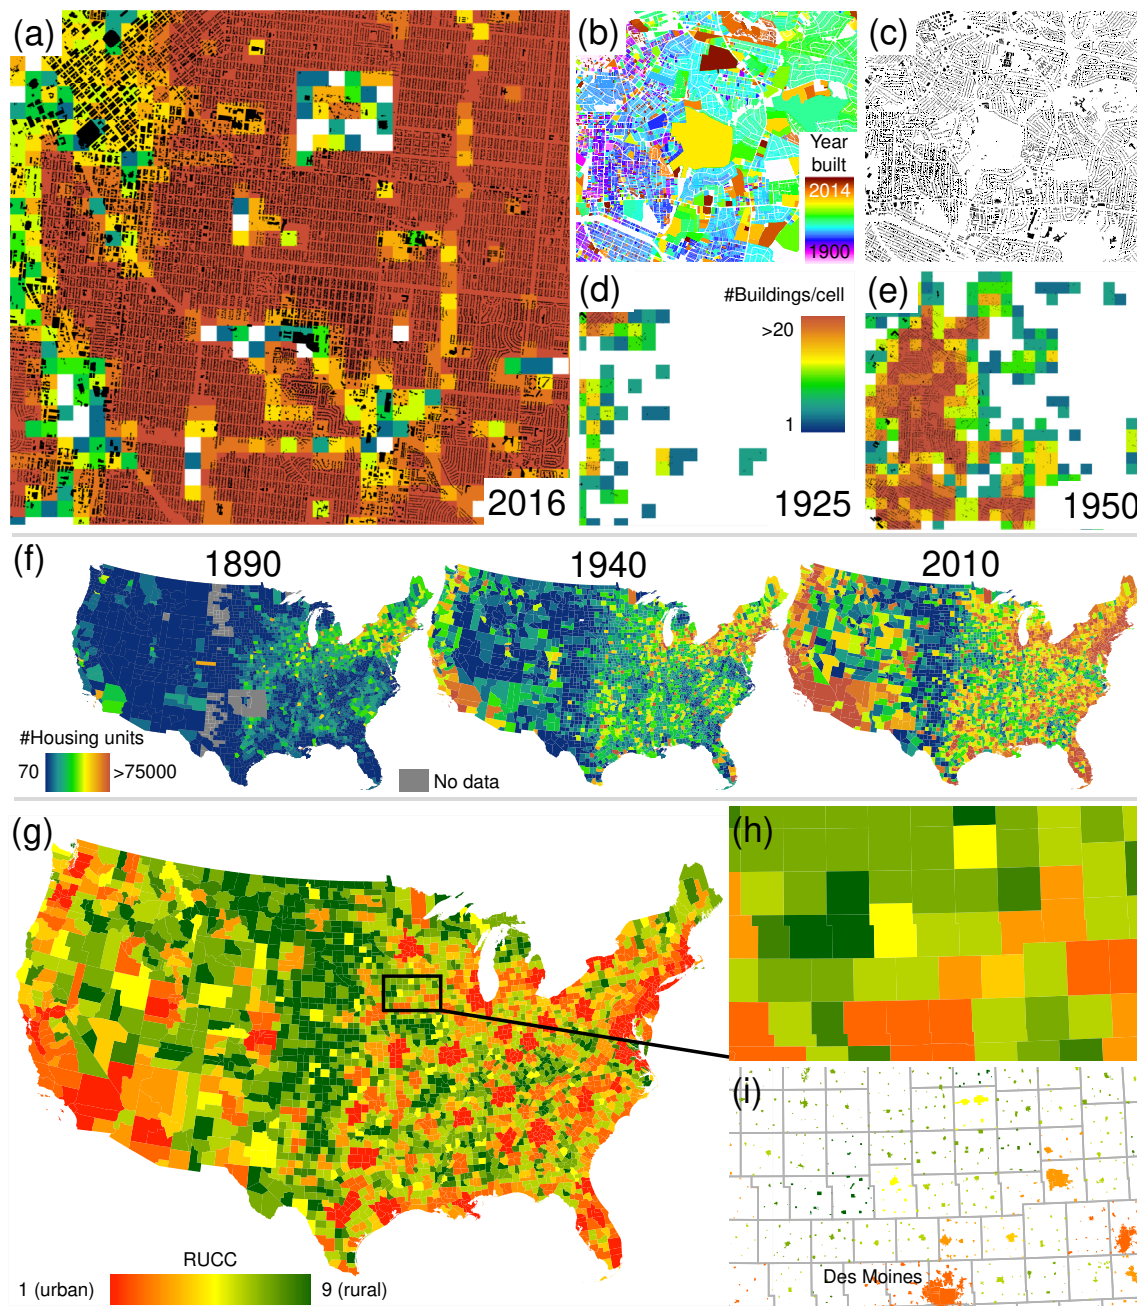 (a)
2016
(b)
Year
built
2014
1900
(c)
(d)
#Buildings/cell
>20
1
1925
(e)
1950
(f)
1890
1940
2010
#Housing units
70
>75000
No data
(g)
RUCC
1 (urban)
9 (rural)
(h)
(i)
Des Moines